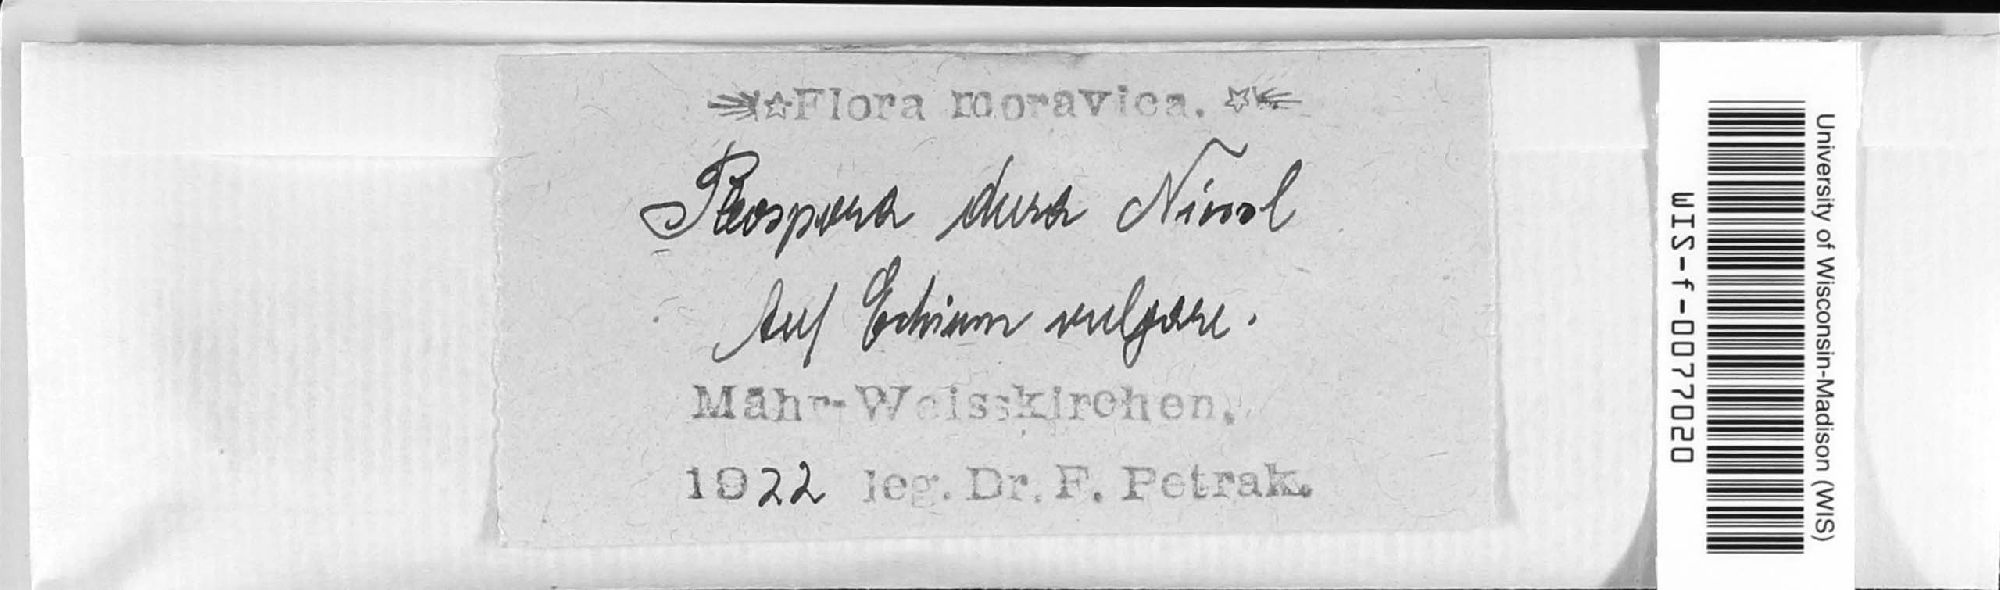 Flora moravica.
Pleospora dura Niessl
Auf Echium vulgare.
Mähr-Weisskirchen.
1922 leg. Dr. F. Petrak.
University of Wisconsin-Madison (WIS)
WIS-f-0077020